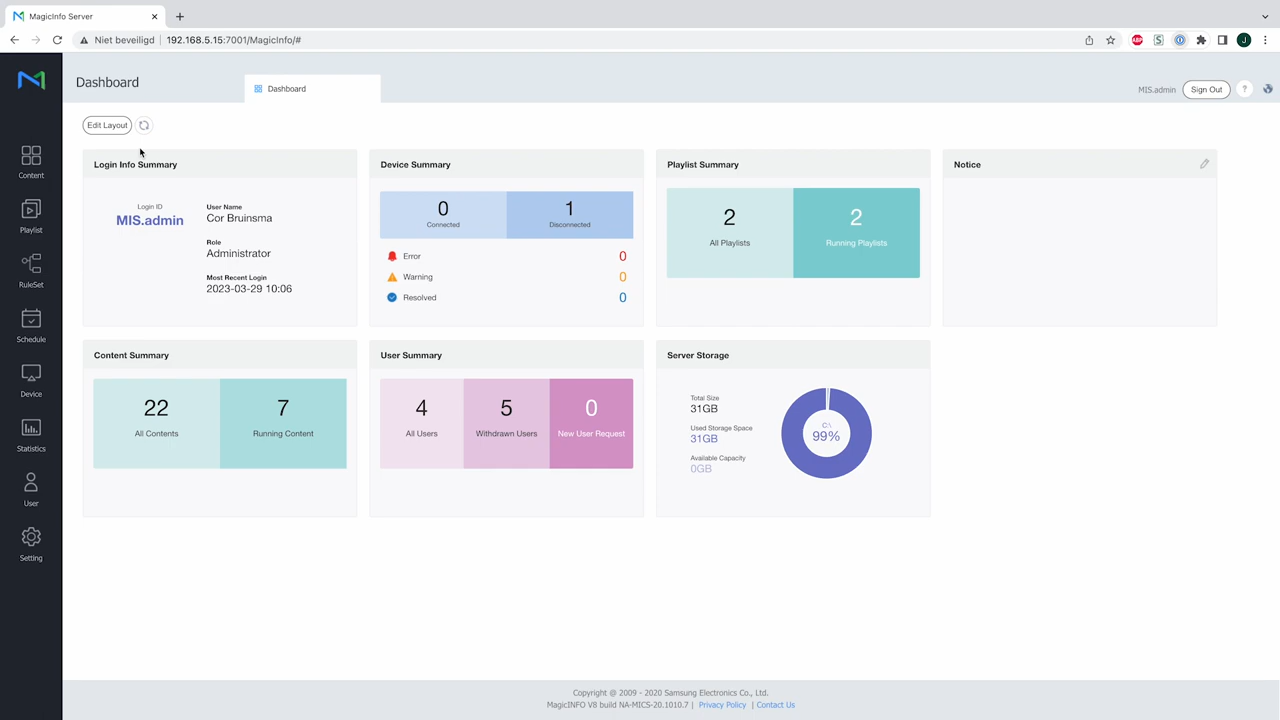 MagicInfo Server
Niet beveiligd
192.168.5.15:7001/MagicInfo/#
ABP
S
J
Dashboard
Dashboard
MIS.admin
Sign Out
?
Edit Layout
Content
Playlist
RuleSet
Schedule
Device
Statistics
User
Setting
Login Info Summary
Login ID
MIS.admin
User Name
Cor Bruinsma
Role
Administrator
Most Recent Login
2023-03-29 10:06
Device Summary
0
Connected
1
Disconnected
Error 0
Warning 0
Resolved 0
Playlist Summary
2
All Playlists
2
Running Playlists
Notice
Content Summary
22
All Contents
7
Running Content
User Summary
4
All Users
5
Withdrawn Users
0
New User Request
Server Storage
Total Size
31GB
Used Storage Space
31GB
Available Capacity
0GB
C:\
99%
Copyright @ 2009 - 2020 Samsung Electronics Co., Ltd.
MagicINFO V8 build NA-MICS-20.1010.7 | Privacy Policy | Contact Us